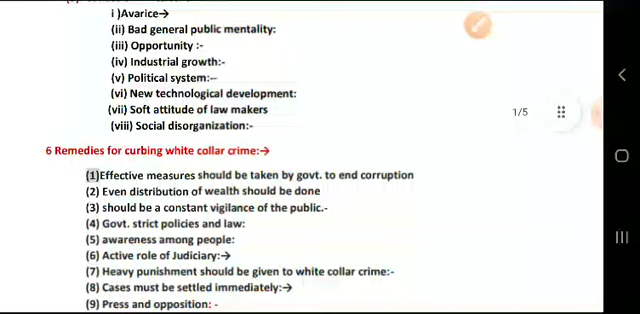 i )Avarice→
(ii) Bad general public mentality:
(iii) Opportunity :-
(iv) Industrial growth:-
(v) Political system:--
(vi) New technological development:
(vii) Soft attitude of law makers
(viii) Social disorganization:-
1/5
6 Remedies for curbing white collar crime:→
(1)Effective measures should be taken by govt. to end corruption
(2) Even distribution of wealth should be done
(3) should be a constant vigilance of the public.-
(4) Govt. strict policies and law:
(5) awareness among people:
(6) Active role of Judiciary:→
(7) Heavy punishment should be given to white collar crime:-
(8) Cases must be settled immediately:→
(9) Press and opposition: -